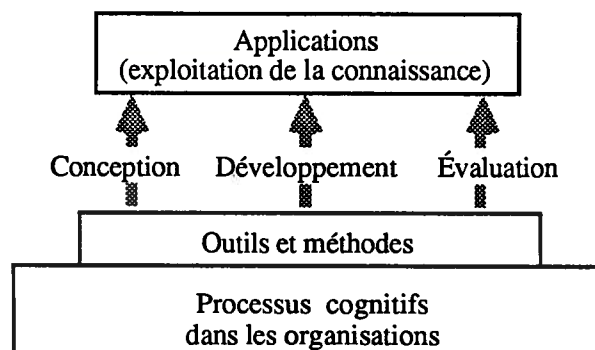 Applications
(exploitation de la connaissance)
Conception Développement Évaluation
Outils et méthodes
Processus cognitifs
dans les organisations